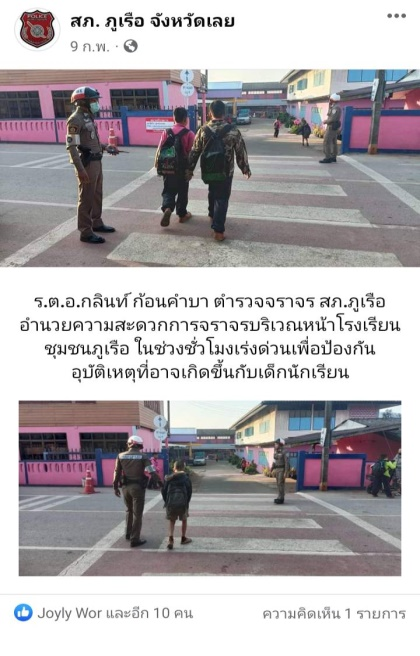 POLICE
สภ. ภูเรือ จังหวัดเลย
9 ก.พ.
ร.ต.อ.กลินท์ ก้อนคำบา ตำรวจจราจร สภ.ภูเรือ
อำนวยความสะดวกการจราจรบริเวณหน้าโรงเรียน
ชุมชนภูเรือ ในช่วงชั่วโมงเร่งด่วนเพื่อป้องกัน
อุบัติเหตุที่อาจเกิดขึ้นกับเด็กนักเรียน
Joyly Wor และอีก 10 คน
ความคิดเห็น 1 รายการ